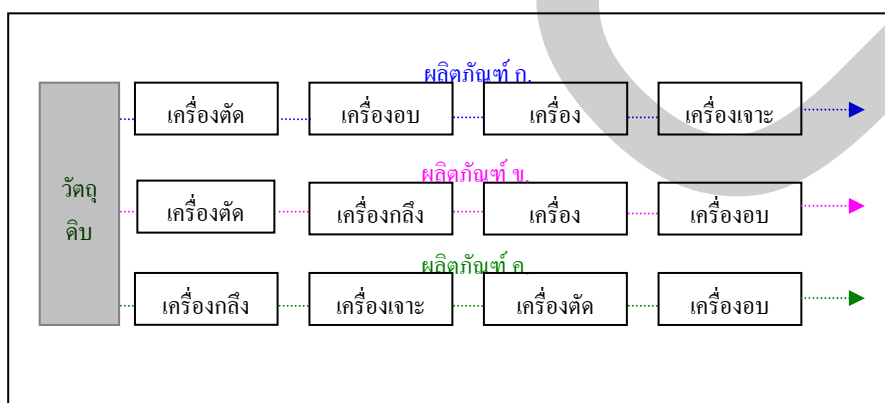 ผลิตภัณฑ์ ก.
เครื่องตัด เครื่องอบ เครื่อง เครื่องเจาะ
วัตถุ
ดิบ
ผลิตภัณฑ์ ข.
เครื่องตัด เครื่องกลึง เครื่อง เครื่องอบ
ผลิตภัณฑ์ ค
เครื่องกลึง เครื่องเจาะ เครื่องตัด เครื่องอบ